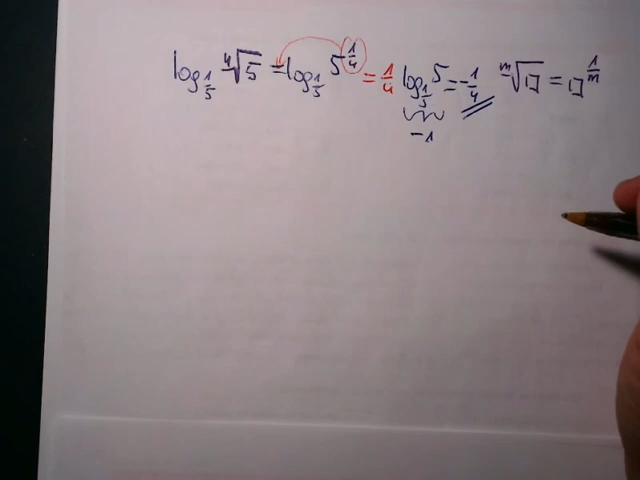 log_{1/5} ⁴√5 = log_{1/5} 5^{1/4} = 1/4 log_{1/5} 5 = -1/4 ᵐ√▯ = ▯^{1/m}
-1